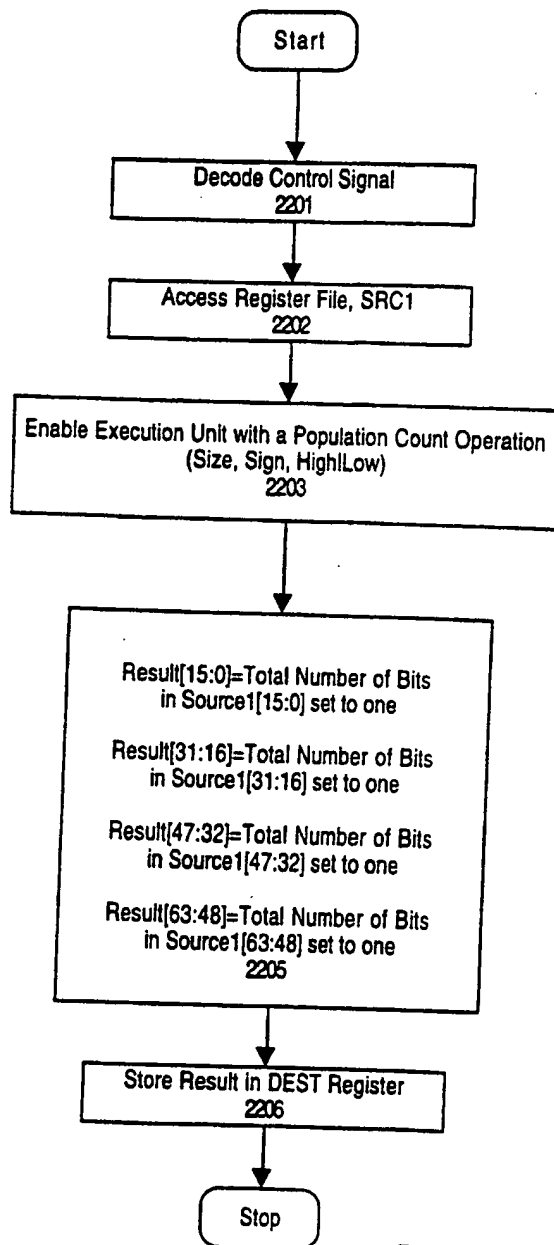 Start
Decode Control Signal
2201
Access Register File, SRC1
2202
Enable Execution Unit with a Population Count Operation
(Size, Sign, High!Low)
2203
Result[15:0]=Total Number of Bits
in Source1[15:0] set to one
Result[31:16]=Total Number of Bits
in Source1[31:16] set to one
Result[47:32]=Total Number of Bits
in Source1[47:32] set to one
Result[63:48]=Total Number of Bits
in Source1[63:48] set to one
2205
Store Result in DEST Register
2206
Stop